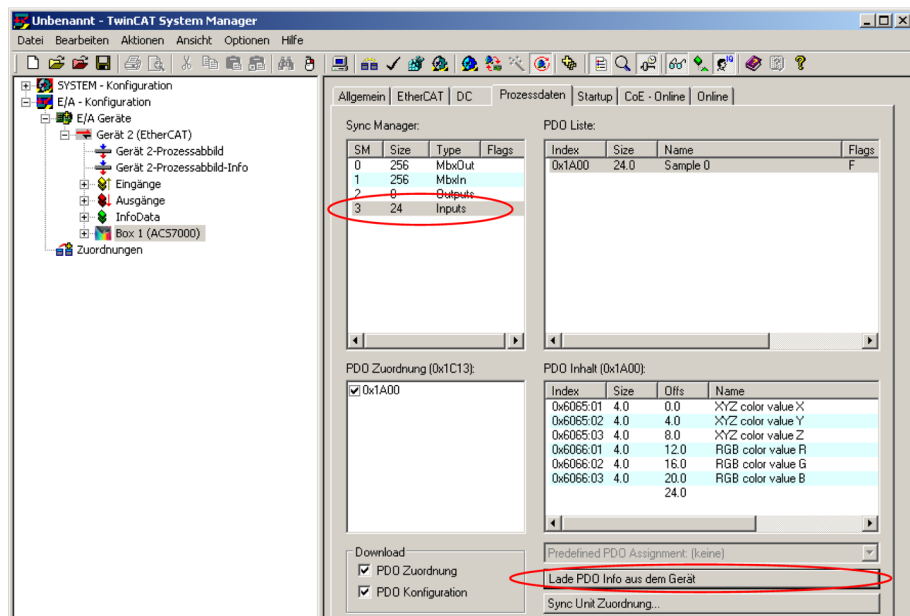 Unbenannt - TwinCAT System Manager
Datei Bearbeiten Aktionen Ansicht Optionen Hilfe
SYSTEM - Konfiguration
E/A - Konfiguration
E/A Geräte
Gerät 2 (EtherCAT)
Gerät 2-Prozessabbild
Gerät 2-Prozessabbild-Info
Eingänge
Ausgänge
InfoData
Box 1 (ACS7000)
Zuordnungen
Allgemein EtherCAT DC Prozessdaten Startup CoE - Online Online
Sync Manager:
SM Size Type Flags
0 256 MbxOut
1 256 MbxIn
2 0 Outputs
3 24 Inputs
PDO Liste:
Index Size Name Flags
0x1A00 24.0 Sample 0 F
PDO Zuordnung (0x1C13):
0x1A00
PDO Inhalt (0x1A00):
Index Size Offs Name
0x6065:01 4.0 0.0 XYZ color value X
0x6065:02 4.0 4.0 XYZ color value Y
0x6065:03 4.0 8.0 XYZ color value Z
0x6066:01 4.0 12.0 RGB color value R
0x6066:02 4.0 16.0 RGB color value G
0x6066:03 4.0 20.0 RGB color value B
24.0
Download
PDO Zuordnung
PDO Konfiguration
Predefined PDO Assignment: (keine)
Lade PDO Info aus dem Gerät
Sync Unit Zuordnung...